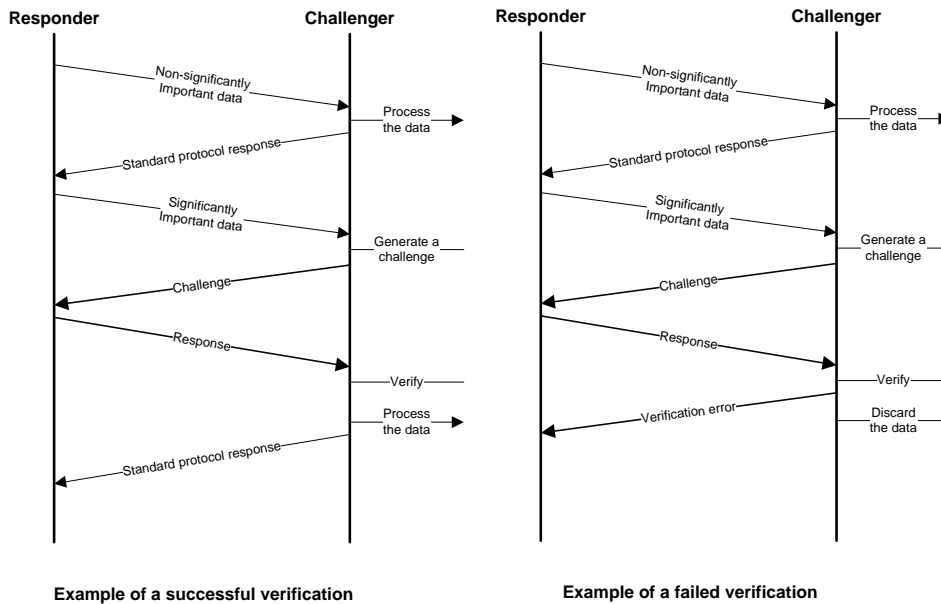 Responder
Challenger
Non-significantly
Important data
Process
the data
Standard protocol response
Significantly
Important data
Generate a
challenge
Challenge
Response
Verify
Process
the data
Standard protocol response
Example of a successful verification
Responder
Challenger
Non-significantly
Important data
Process
the data
Standard protocol response
Significantly
Important data
Generate a
challenge
Challenge
Response
Verify
Verification error
Discard
the data
Example of a failed verification